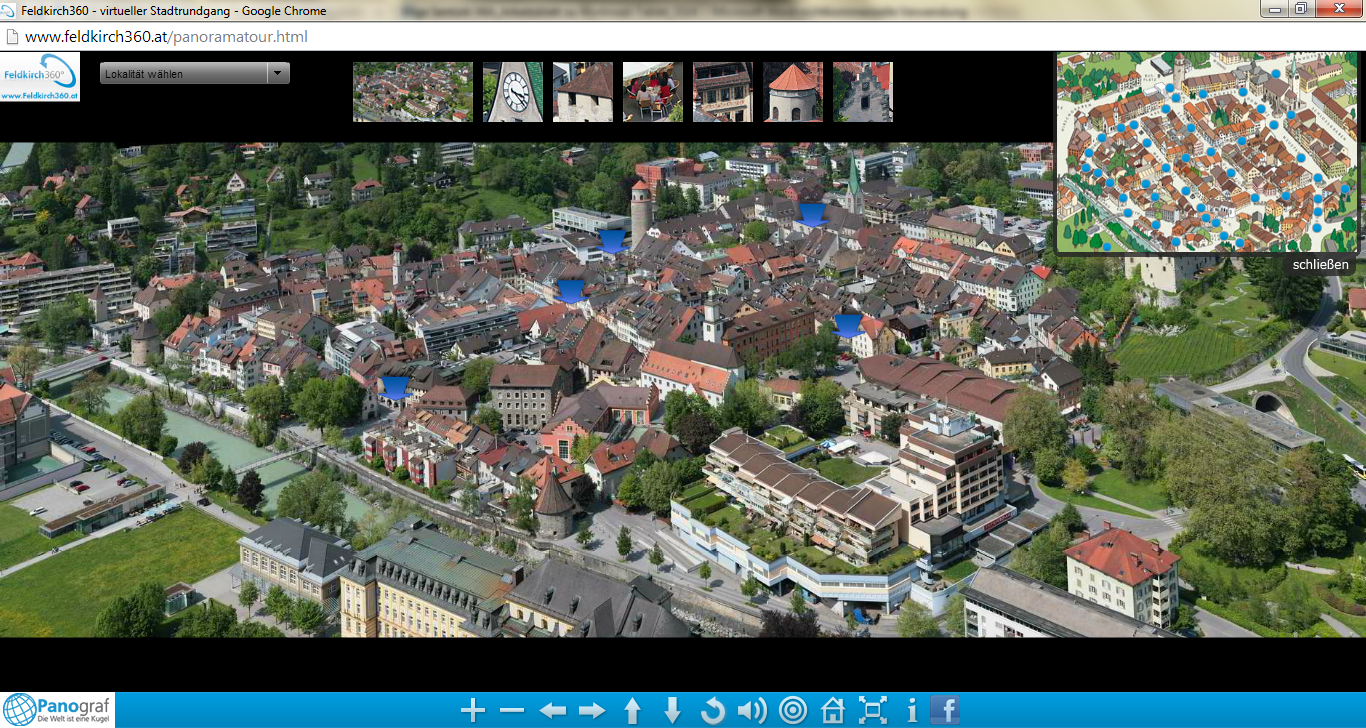 Feldkirch360 - virtueller Stadtrundgang - Google Chrome
www.feldkirch360.at/panoramatour.html
Feldkirch360°
www.Feldkirch360.at
Lokalität wählen
schließen
Panograf
Die Welt ist eine Kugel